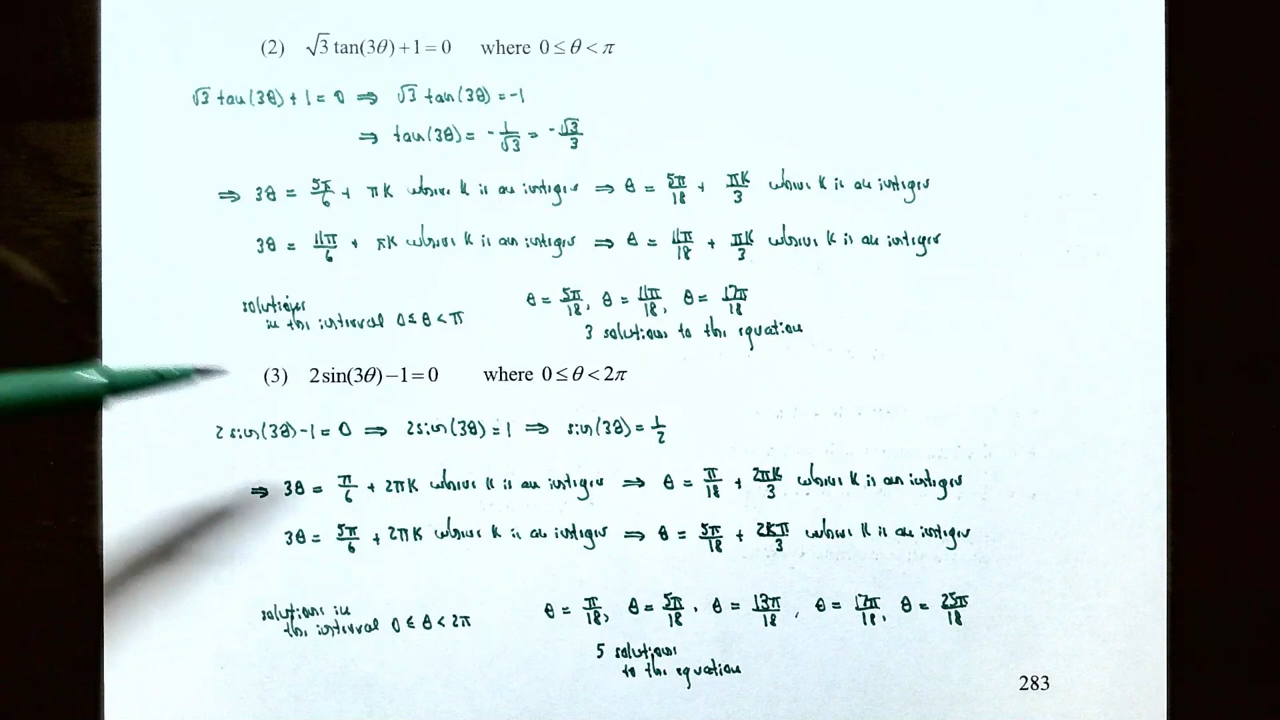 (2) √3 tan(3θ)+1=0 where 0≤θ<π
√3 tan(3θ)+1=0 ⇒ √3 tan(3θ)=-1
⇒ tan(3θ)= -1/√3 = -√3/3
⇒ 3θ = 5π/6 + πK where K is an integer ⇒ θ = 5π/18 + πK/3 where K is an integer
3θ = 11π/6 + πK where K is an integer ⇒ θ = 11π/18 + πK/3 where K is an integer
solutions
in the interval 0≤θ<π
θ = 5π/18, θ = 11π/18, θ = 17π/18
3 solutions to the equation
(3) 2sin(3θ)−1=0 where 0≤θ<2π
2sin(3θ)-1=0 ⇒ 2sin(3θ)=1 ⇒ sin(3θ)=1/2
⇒ 3θ = π/6 + 2πK where K is an integer ⇒ θ = π/18 + 2πK/3 where K is an integer
3θ = 5π/6 + 2πK where K is an integer ⇒ θ = 5π/18 + 2Kπ/3 where K is an integer
solutions in
the interval 0≤θ<2π
θ = π/18, θ = 5π/18, θ = 13π/18, θ = 17π/18, θ = 25π/18
5 solutions
to the equation
283